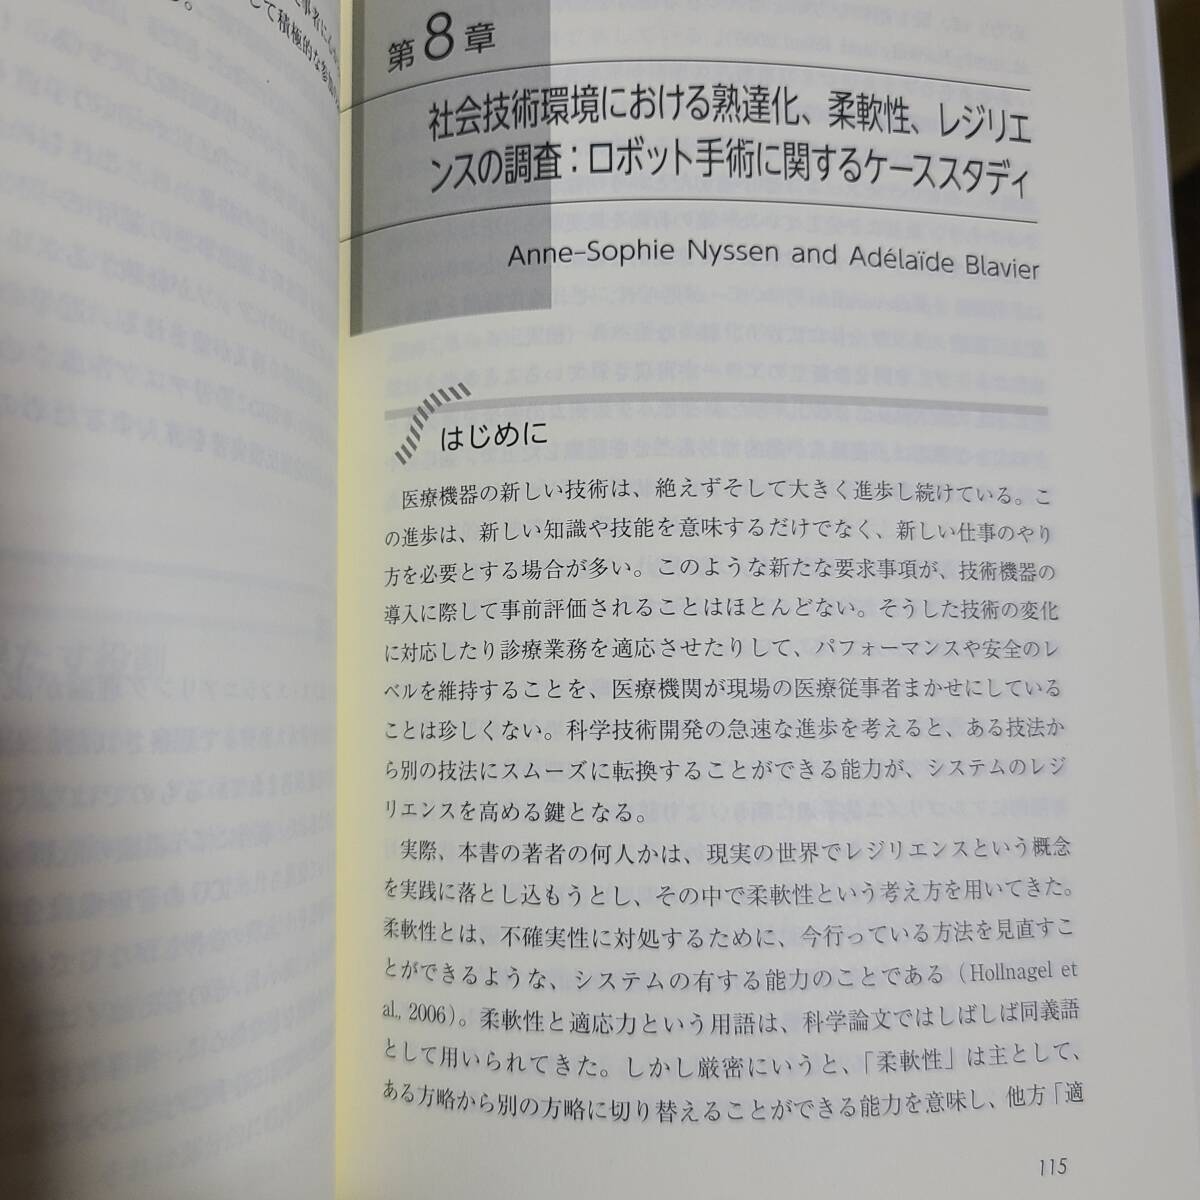 して積極的な参加
第8章
社会技術環境における熟達化、柔軟性、レジリエ
ンスの調査：ロボット手術に関するケーススタディ
Anne-Sophie Nyssen and Adélaïde Blavier
はじめに
医療機器の新しい技術は、絶えずそして大きく進歩し続けている。こ
の進歩は、新しい知識や技能を意味するだけでなく、新しい仕事のやり
方を必要とする場合が多い。このような新たな要求事項が、技術機器の
導入に際して事前評価されることはほとんどない。そうした技術の変化
に対応したり診療業務を適応させたりして、パフォーマンスや安全のレ
ベルを維持することを、医療機関が現場の医療従事者まかせにしている
ことは珍しくない。科学技術開発の急速な進歩を考えると、ある技法か
ら別の技法にスムーズに転換することができる能力が、システムのレジ
リエンスを高める鍵となる。
実際、本書の著者の何人かは、現実の世界でレジリエンスという概念
を実践に落とし込もうとし、その中で柔軟性という考え方を用いてきた。
柔軟性とは、不確実性に対処するために、今行っている方法を見直すこ
とができるような、システムの有する能力のことである（Hollnagel et
al., 2006）。柔軟性と適応力という用語は、科学論文ではしばしば同義語
として用いられてきた。しかし厳密にいうと、「柔軟性」は主として、
ある方略から別の方略に切り替えることができる能力を意味し、他方「適
115